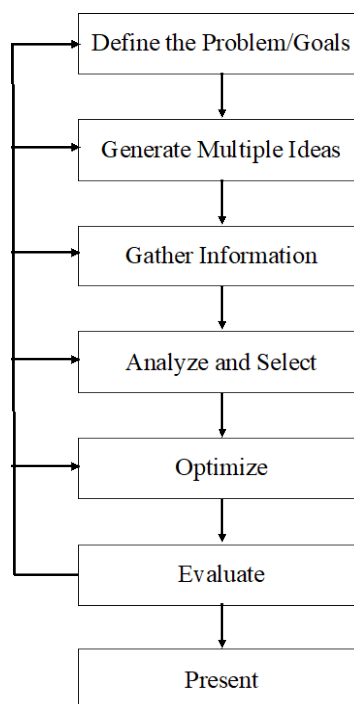 Define the Problem/Goals
Generate Multiple Ideas
Gather Information
Analyze and Select
Optimize
Evaluate
Present